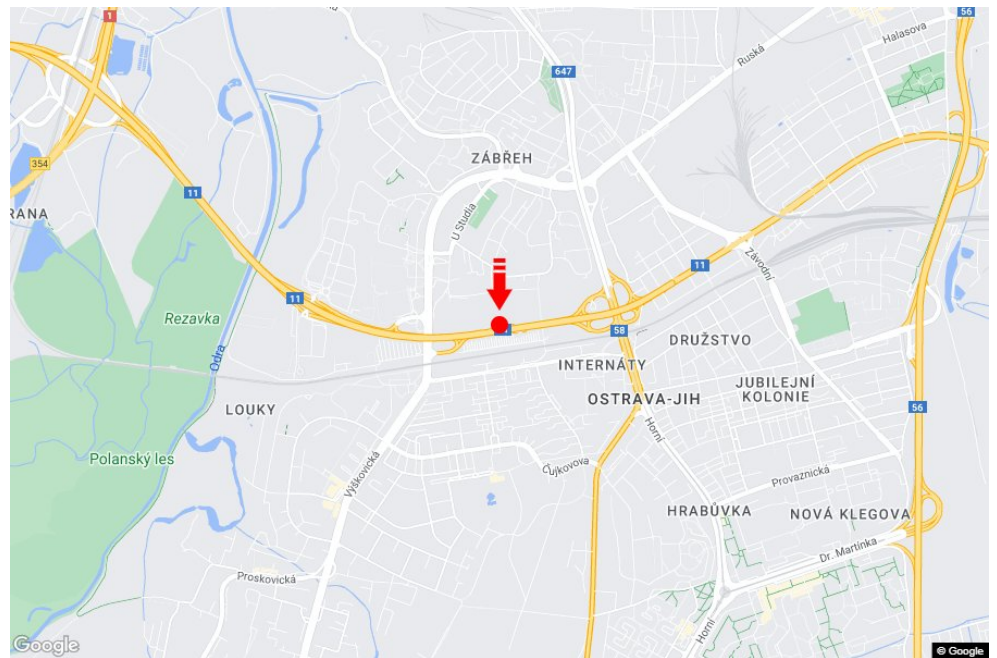 1
56
Halasova
647
Ruská
ZÁBŘEH
354
11
RANA
U Studia
Závodní
11
11
Rezavka
Odra
58
DRUŽSTVO
INTERNÁTY
JUBILEJNÍ
KOLONIE
OSTRAVA-JIH
LOUKY
56
Horní
Polanský les
Výškovická
Čujkovova
Provaznická
HRABŮVKA
NOVÁ KLEGOVA
Dr. Martínka
Proskovická
Horní
Google
© Google